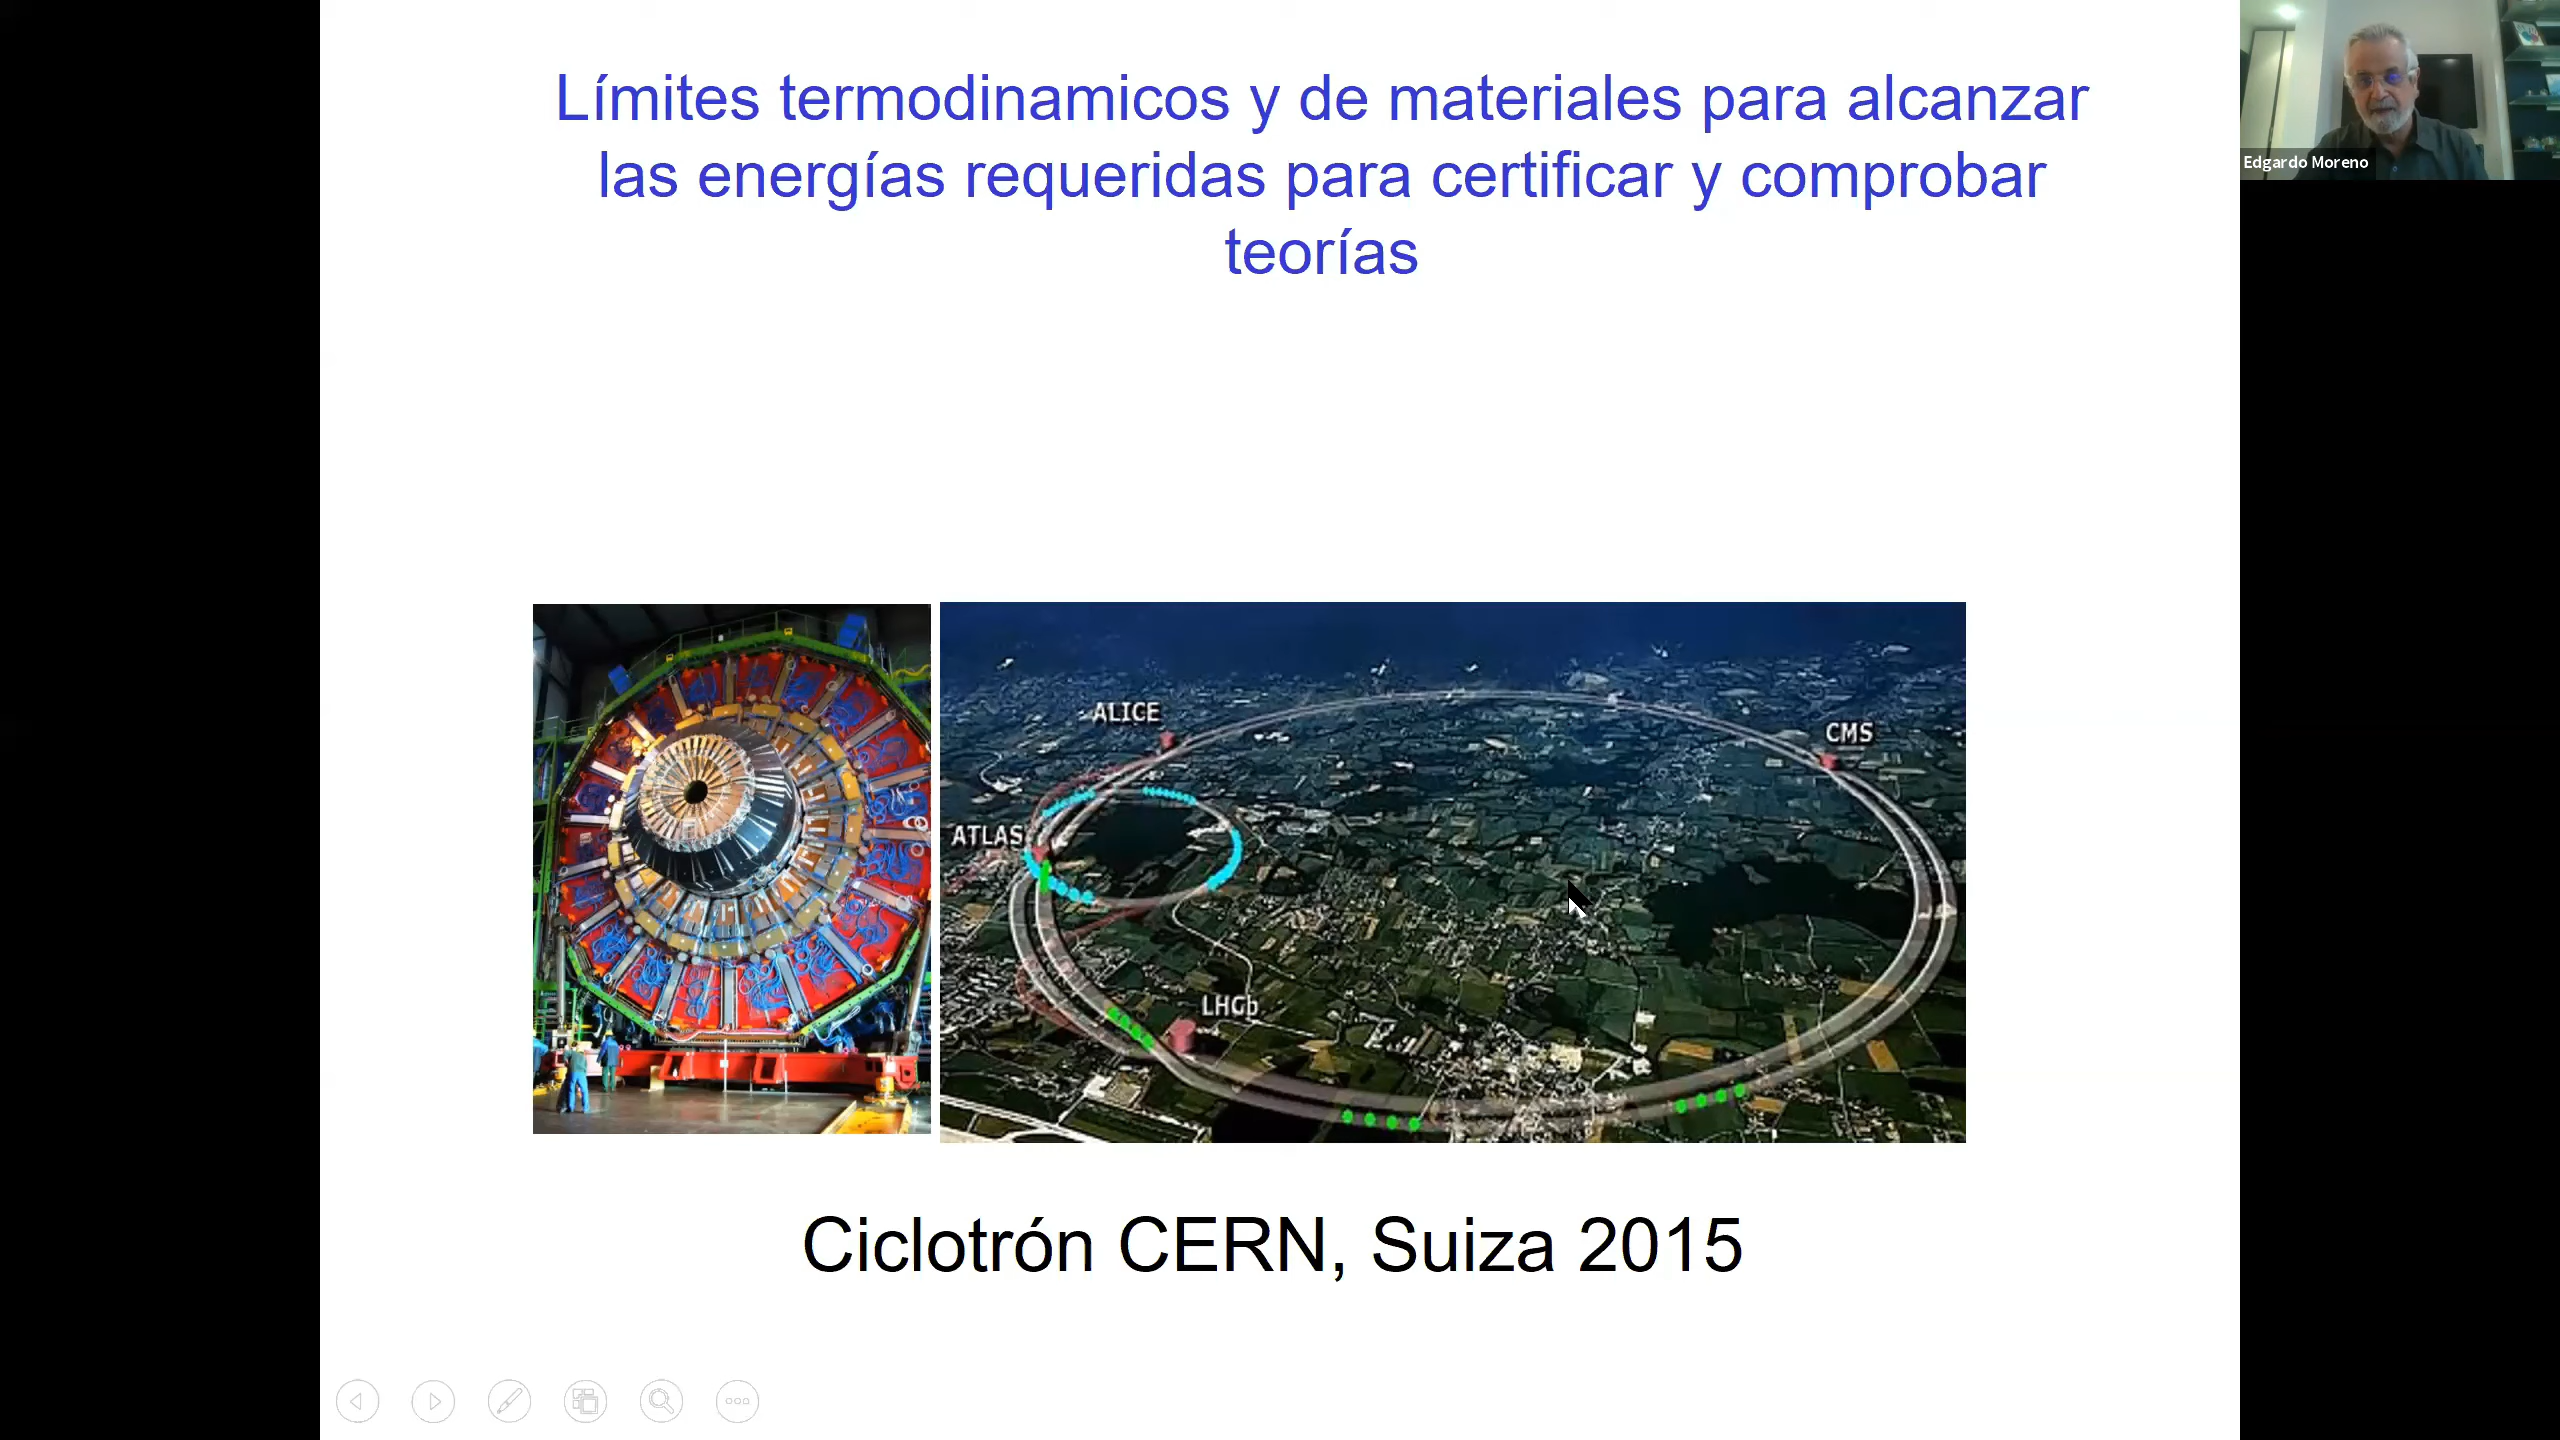 Límites termodinamicos y de materiales para alcanzar
las energías requeridas para certificar y comprobar
teorías
Edgardo Moreno
ALICE
CMS
ATLAS
LHCb
Ciclotrón CERN, Suiza 2015